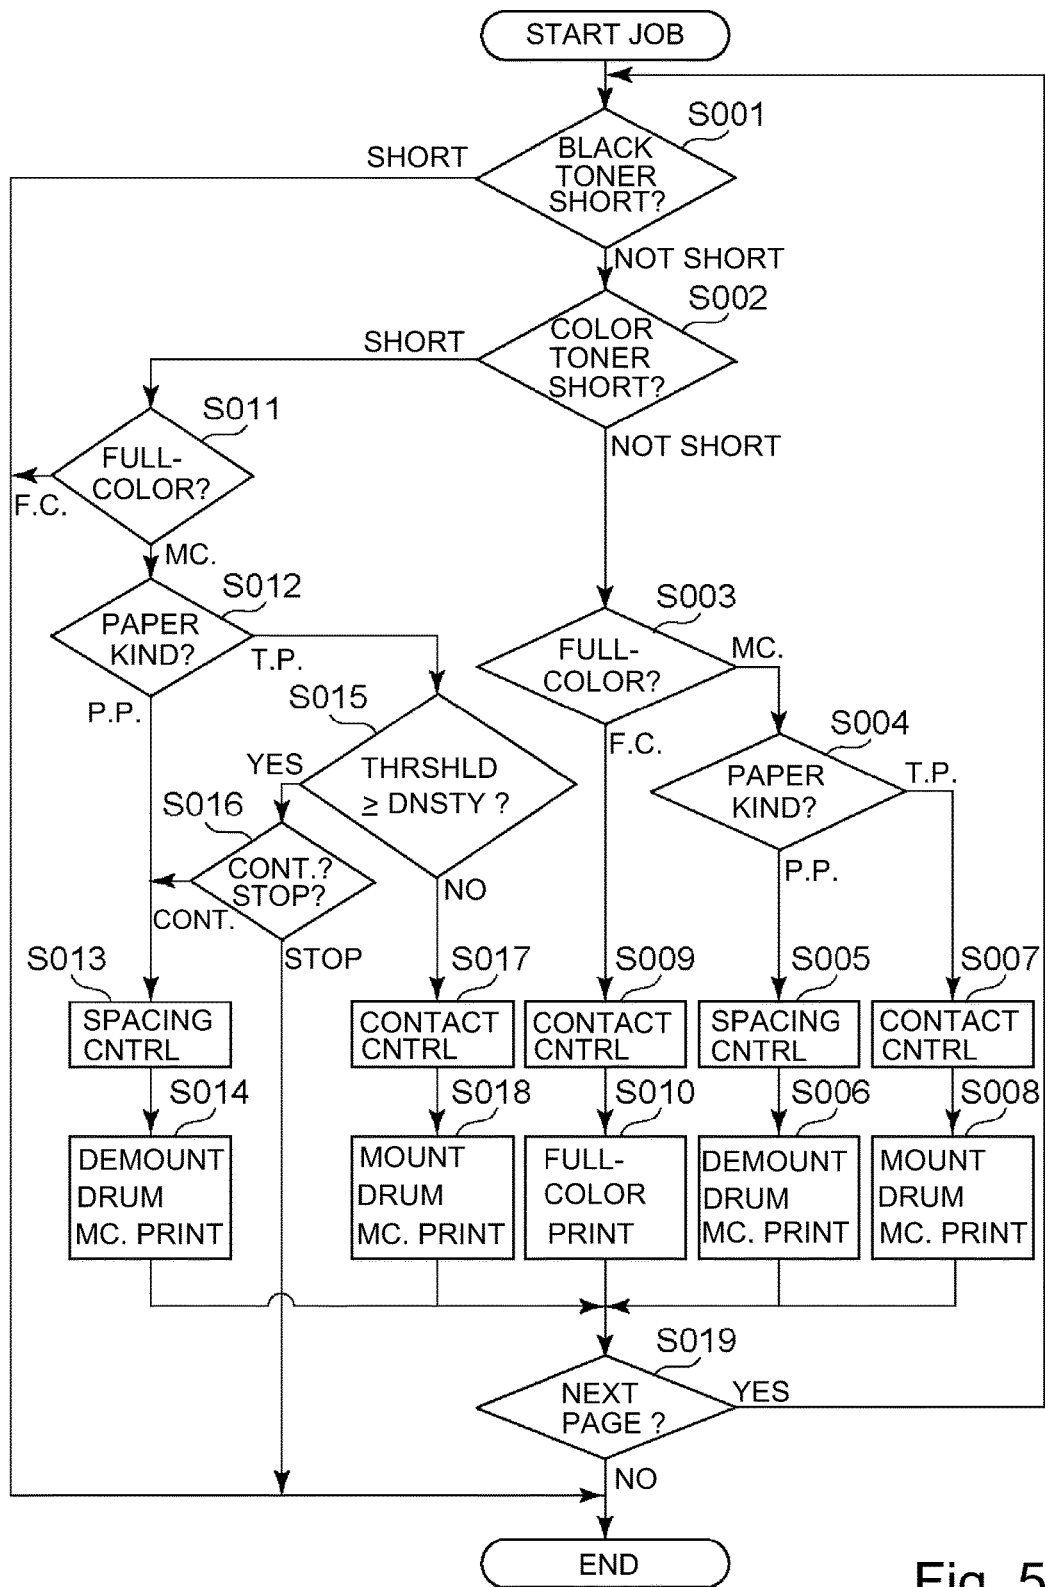 START JOB
S001
BLACK
TONER
SHORT?
SHORT
NOT SHORT
S002
COLOR
TONER
SHORT?
SHORT
NOT SHORT
S011
FULL-
COLOR?
F.C.
MC.
S012
PAPER
KIND?
T.P.
P.P.
S003
FULL-
COLOR?
MC.
F.C.
S015
THRSHLD
≥ DNSTY ?
YES
NO
S004
PAPER
KIND?
T.P.
P.P.
S016
CONT.?
STOP?
CONT.
STOP
S013
SPACING
CNTRL
S017
CONTACT
CNTRL
S009
CONTACT
CNTRL
S005
SPACING
CNTRL
S007
CONTACT
CNTRL
S014
DEMOUNT
DRUM
MC. PRINT
S018
MOUNT
DRUM
MC. PRINT
S010
FULL-
COLOR
PRINT
S006
DEMOUNT
DRUM
MC. PRINT
S008
MOUNT
DRUM
MC. PRINT
S019
NEXT
PAGE ?
YES
NO
END
Fig. 5